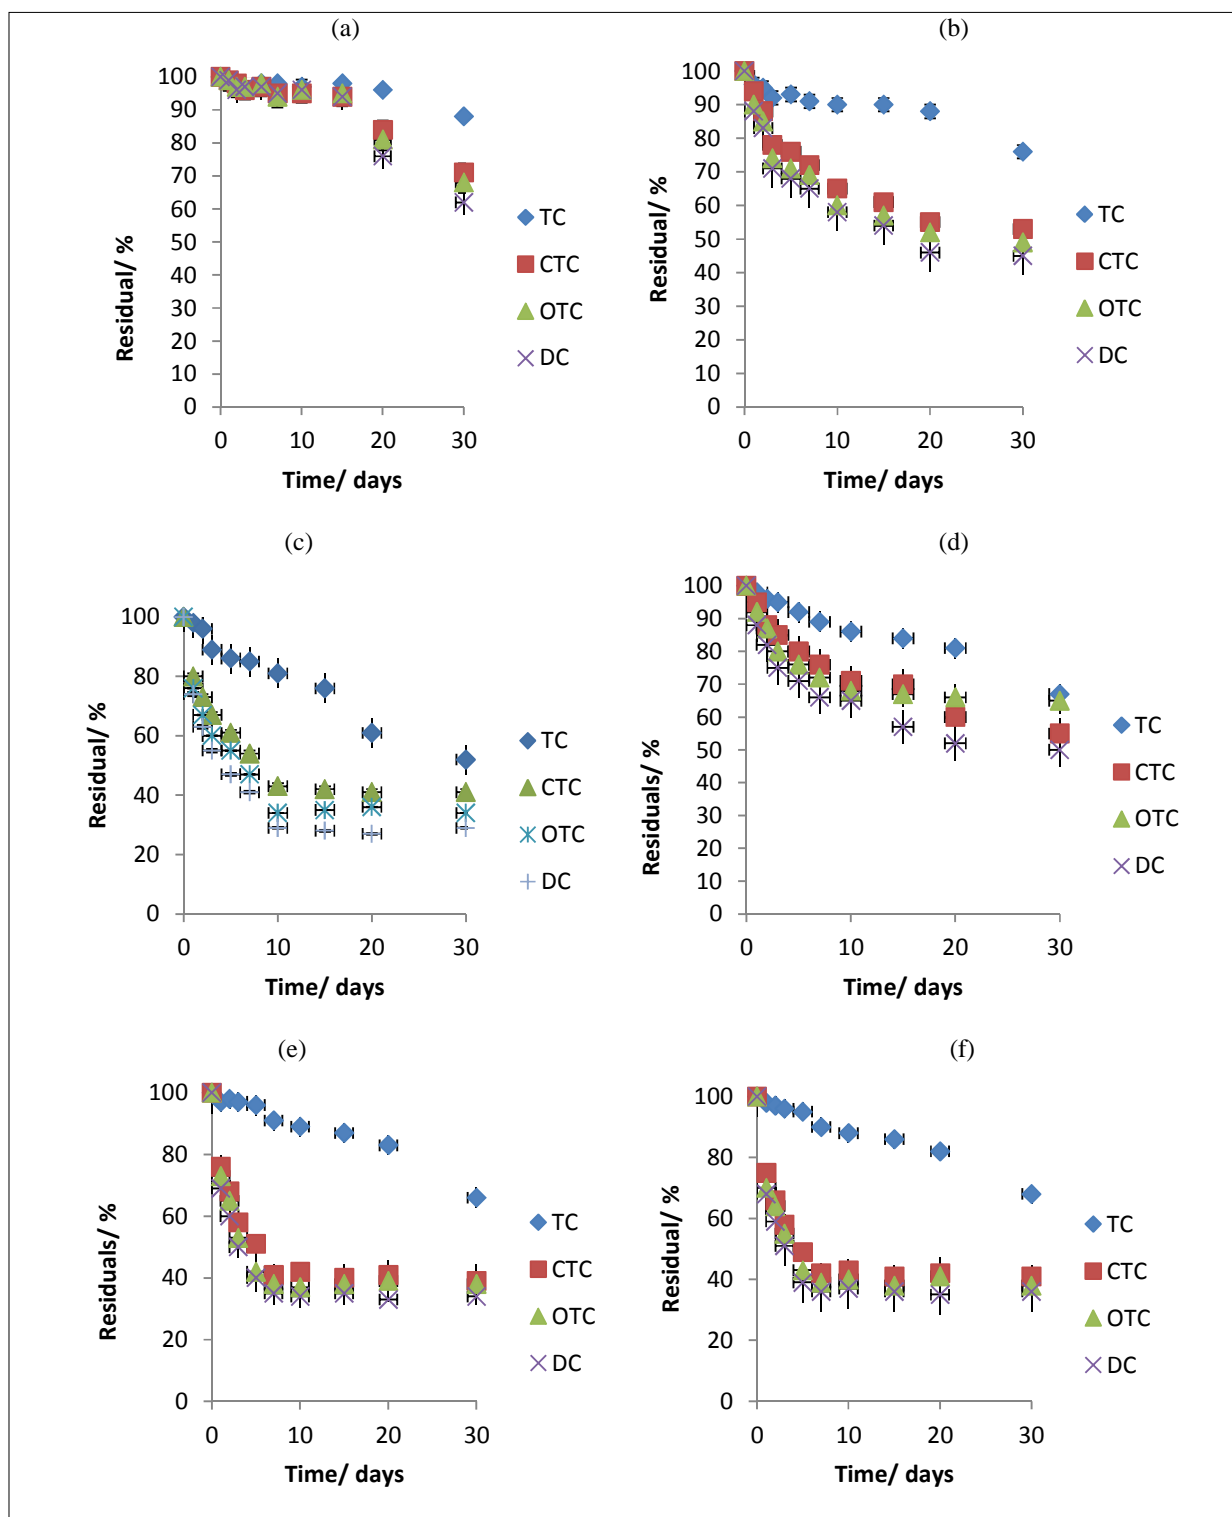 (a)
100
90
80
70
60
50
40
30
20
10
0
Residual/ %
0 10 20 30
Time/ days
TC
CTC
OTC
DC
(b)
100
90
80
70
60
50
40
30
20
10
0
Residual/ %
0 10 20 30
Time/ days
TC
CTC
OTC
DC
(c)
100
80
60
40
20
0
Residual/ %
0 10 20 30
Time/ days
TC
CTC
OTC
DC
(d)
100
90
80
70
60
50
40
30
20
10
0
Residuals/ %
0 10 20 30
Time/ days
TC
CTC
OTC
DC
(e)
100
80
60
40
20
0
Residuals/ %
0 10 20 30
Time/ days
TC
CTC
OTC
DC
(f)
100
80
60
40
20
0
Residual/ %
0 10 20 30
Time/ days
TC
CTC
OTC
DC